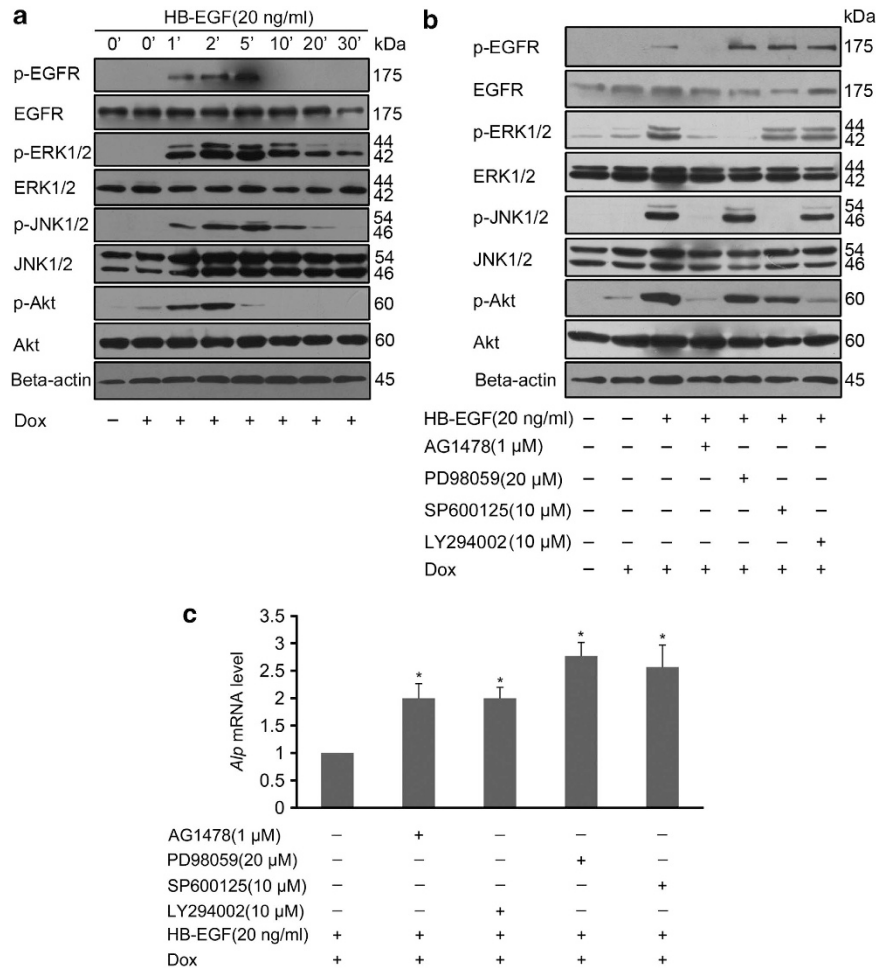 a
HB-EGF(20 ng/ml)
0' 0' 1' 2' 5' 10' 20' 30' kDa
p-EGFR 175
EGFR 175
p-ERK1/2 44 42
ERK1/2 44 42
p-JNK1/2 54 46
JNK1/2 54 46
p-Akt 60
Akt 60
Beta-actin 45
Dox – + + + + + + +
b
kDa
p-EGFR 175
EGFR 175
p-ERK1/2 44 42
ERK1/2 44 42
p-JNK1/2 54 46
JNK1/2 54 46
p-Akt 60
Akt 60
Beta-actin 45
HB-EGF(20 ng/ml) – – + + + + +
AG1478(1 µM) – – – + – – –
PD98059(20 µM) – – – – + – –
SP600125(10 µM) – – – – – + –
LY294002(10 µM) – – – – – – +
Dox – + + + + + +
c
Alp mRNA level
3.5
3
2.5
2
1.5
1
0.5
0
* * * *
AG1478(1 µM) – + – – –
PD98059(20 µM) – – – + –
SP600125(10 µM) – – – – +
LY294002(10 µM) – – + – –
HB-EGF(20 ng/ml) + + + + +
Dox + + + + +